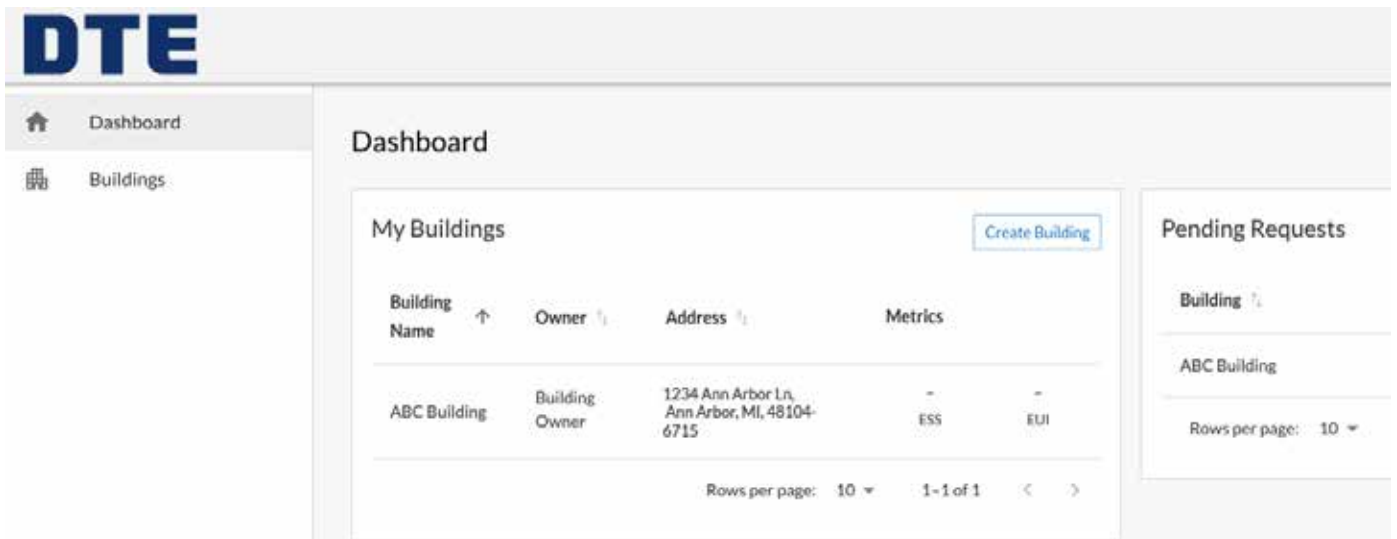 DTE
Dashboard
Buildings
Dashboard
My Buildings
Create Building
Building
Name
Owner
Address
Metrics
ABC Building
Building
Owner
1234 Ann Arbor Ln,
Ann Arbor, MI, 48104-
6715
-
ESS
-
EUI
Rows per page: 10
1-1 of 1
Pending Requests
Building
ABC Building
Rows per page: 10